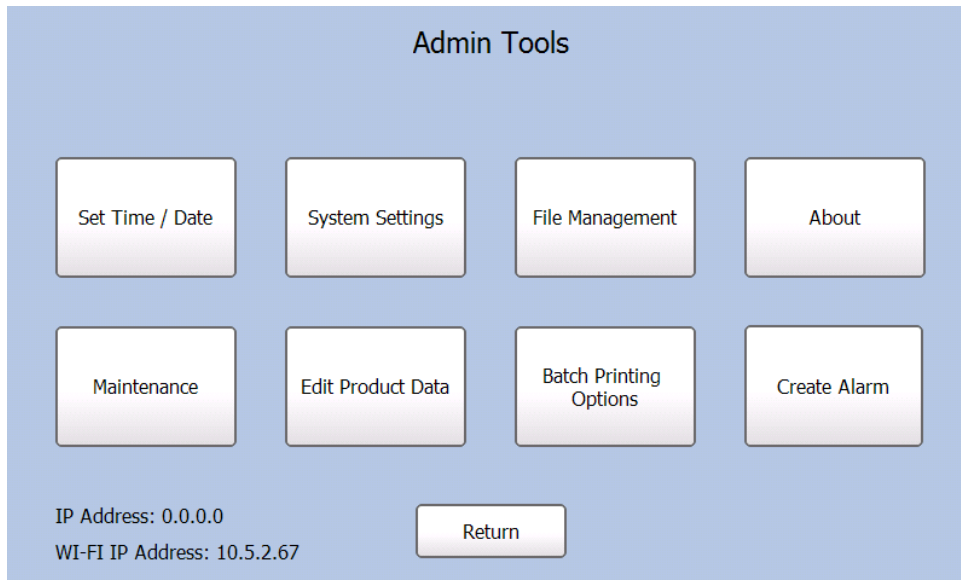 Admin Tools
Set Time / Date
System Settings
File Management
About
Maintenance
Edit Product Data
Batch Printing
Options
Create Alarm
IP Address: 0.0.0.0
WI-FI IP Address: 10.5.2.67
Return